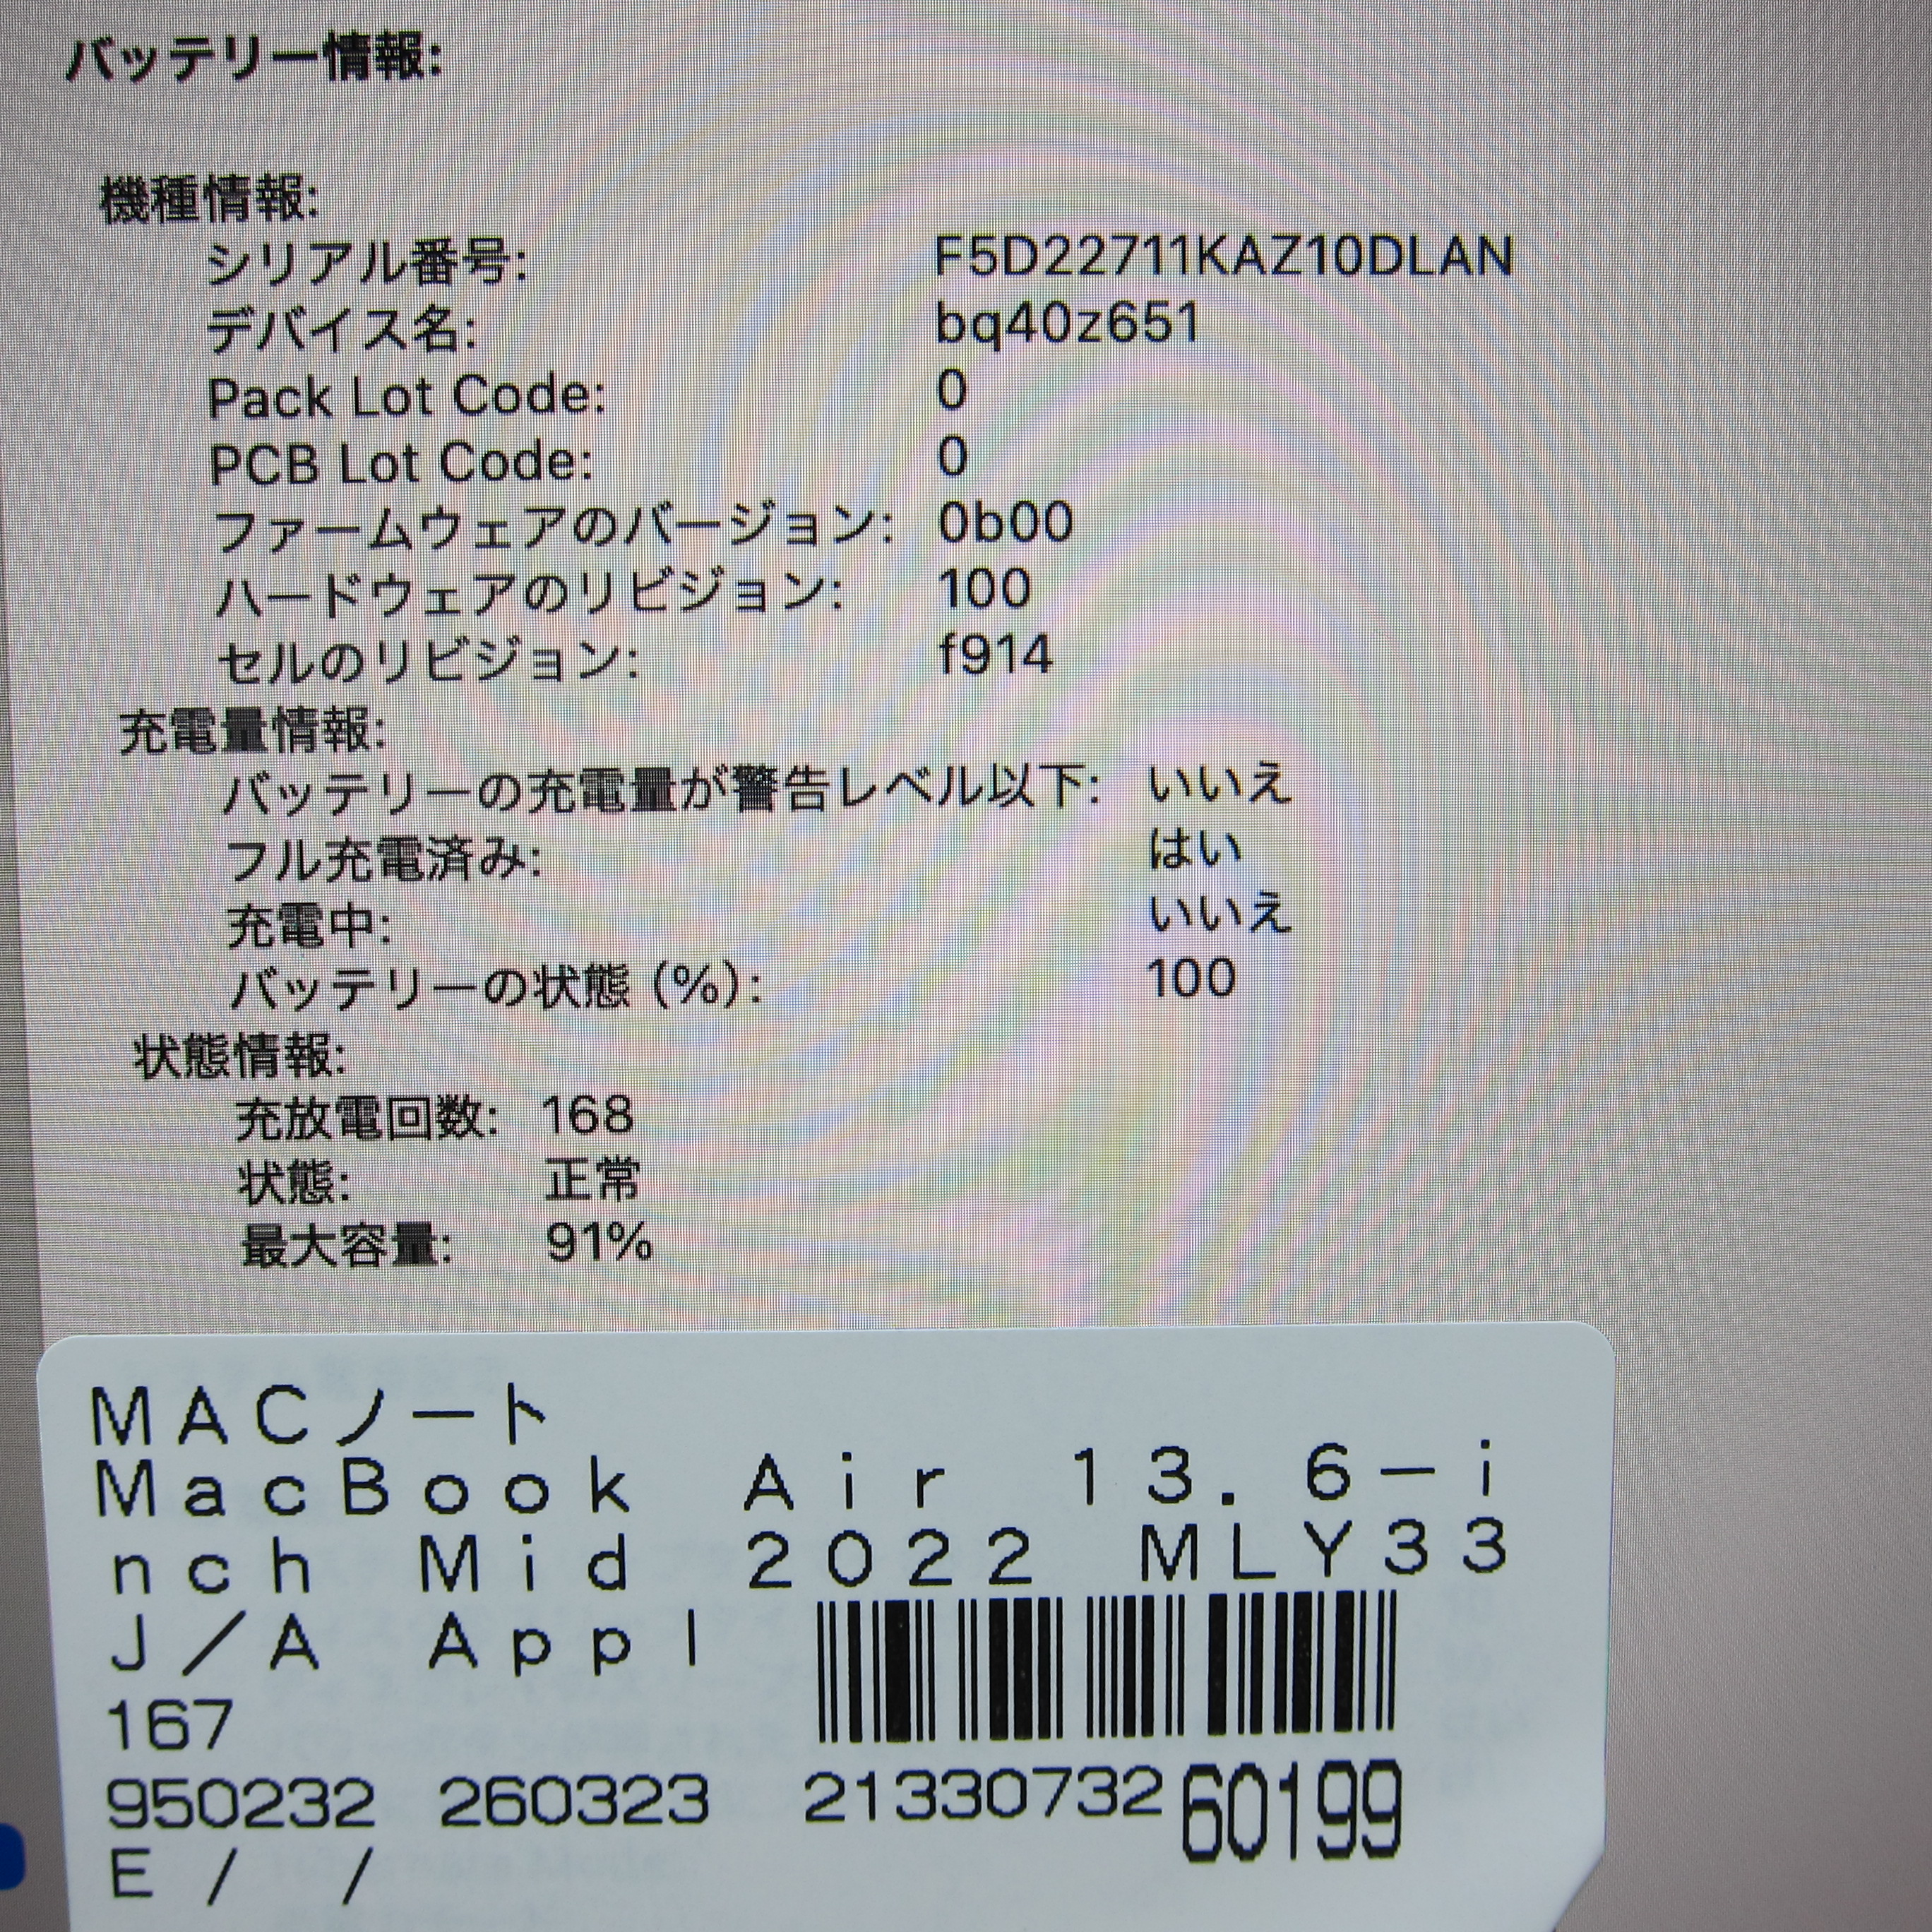 バッテリー情報:
機種情報:
シリアル番号: F5D22711KAZ10DLAN
デバイス名: bq40z651
Pack Lot Code: 0
PCB Lot Code: 0
ファームウェアのバージョン: 0b00
ハードウェアのリビジョン: 100
セルのリビジョン: f914
充電量情報:
バッテリーの充電量が警告レベル以下: いいえ
フル充電済み: はい
充電中: いいえ
バッテリーの状態 (%): 100
状態情報:
充放電回数: 168
状態: 正常
最大容量: 91%
MACノート
MacBook Air 13.6-i
nch Mid 2022 MLY33
J/A Appl
167
950232 260323 21330732 60199
E / /